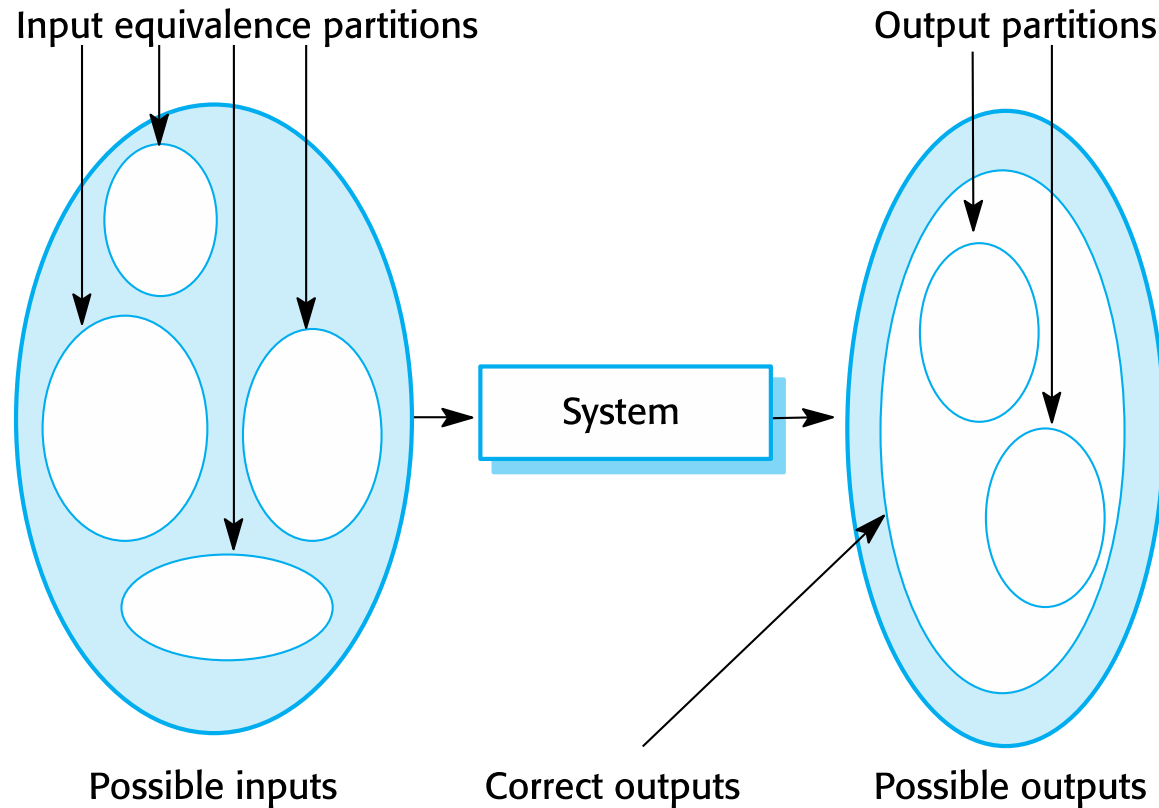 Input equivalence partitions
Output partitions
System
Possible inputs
Correct outputs
Possible outputs